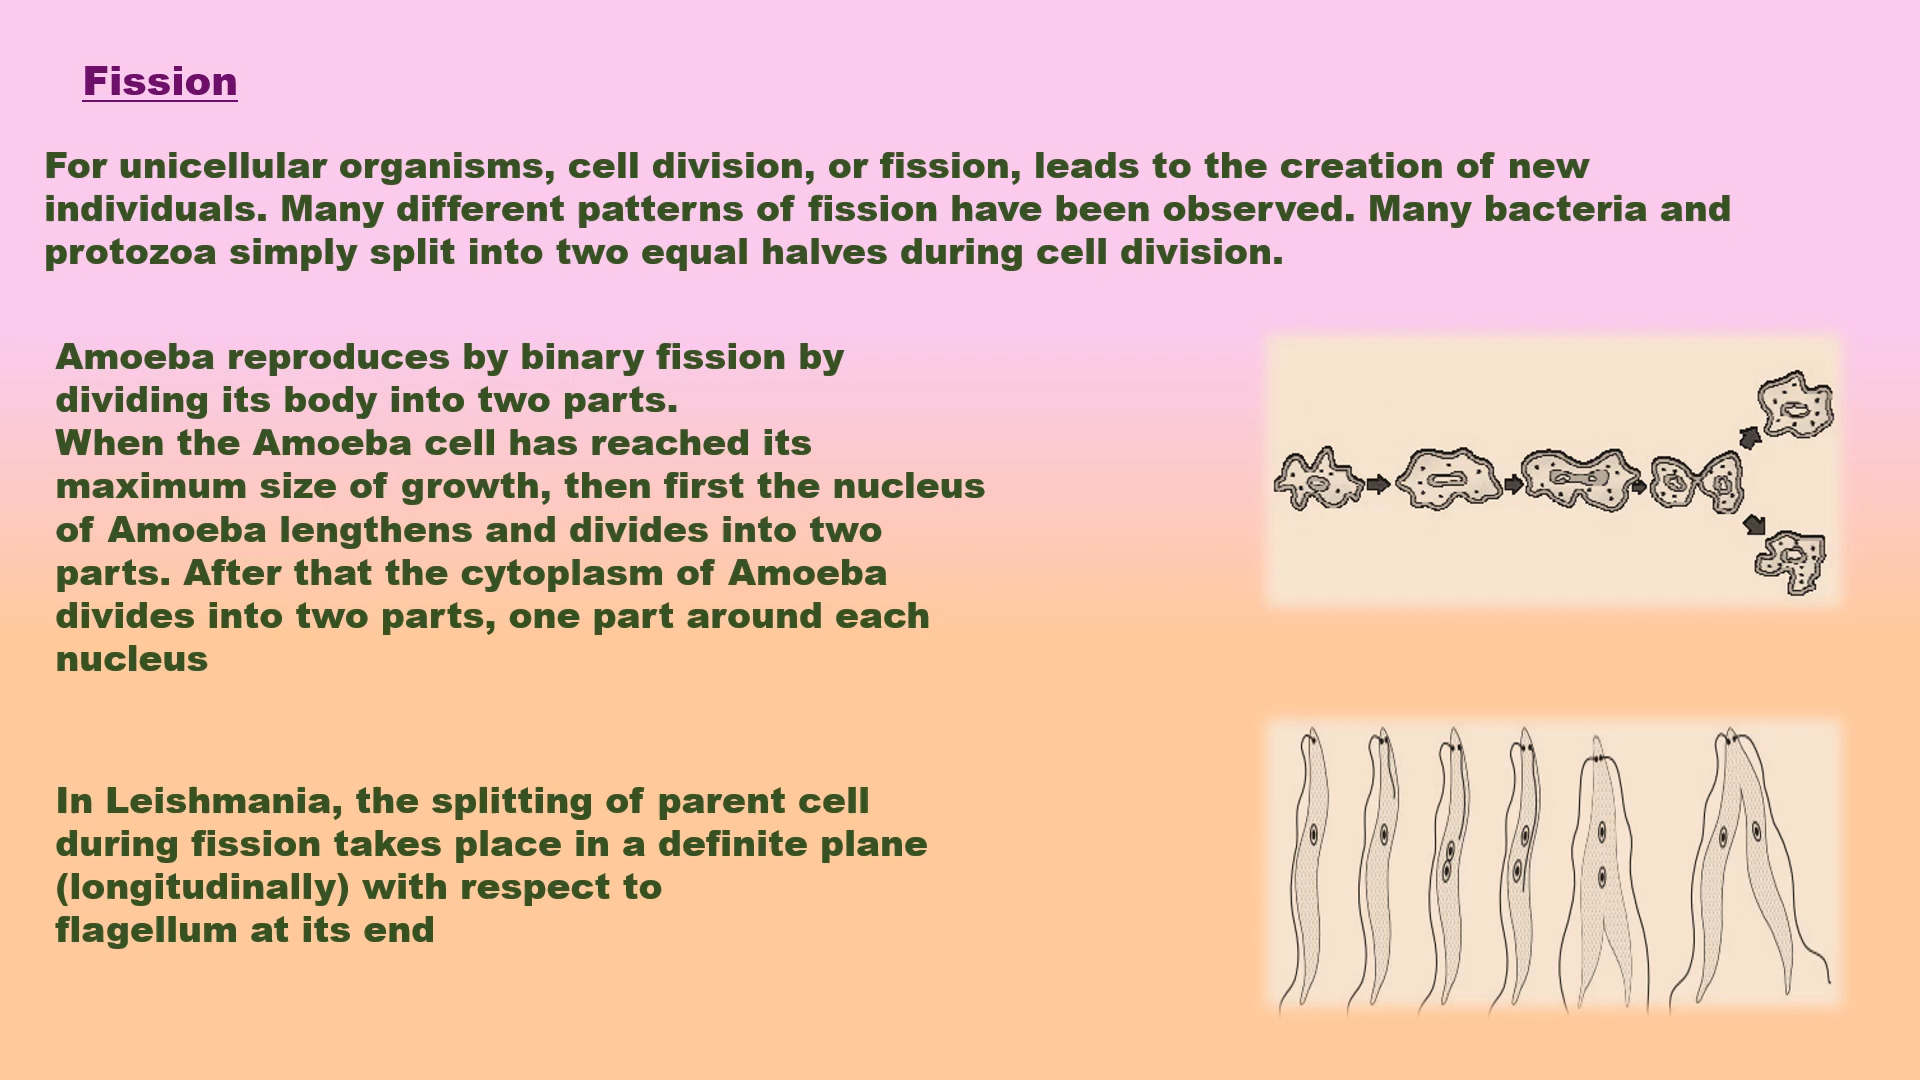 Fission
For unicellular organisms, cell division, or fission, leads to the creation of new
individuals. Many different patterns of fission have been observed. Many bacteria and
protozoa simply split into two equal halves during cell division.
Amoeba reproduces by binary fission by
dividing its body into two parts.
When the Amoeba cell has reached its
maximum size of growth, then first the nucleus
of Amoeba lengthens and divides into two
parts. After that the cytoplasm of Amoeba
divides into two parts, one part around each
nucleus
In Leishmania, the splitting of parent cell
during fission takes place in a definite plane
(longitudinally) with respect to
flagellum at its end